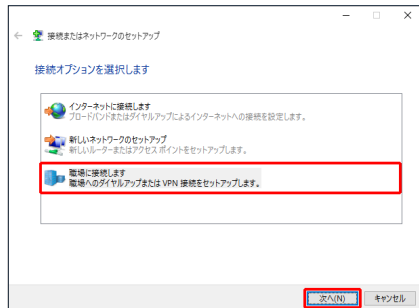 接続またはネットワークのセットアップ
接続オプションを選択します
インターネットに接続します
ブロードバンドまたはダイヤルアップによるインターネットへの接続を設定します。
新しいネットワークのセットアップ
新しいルーターまたはアクセス ポイントをセットアップします。
職場に接続します
職場へのダイヤルアップまたは VPN 接続をセットアップします。
次へ(N)
キャンセル